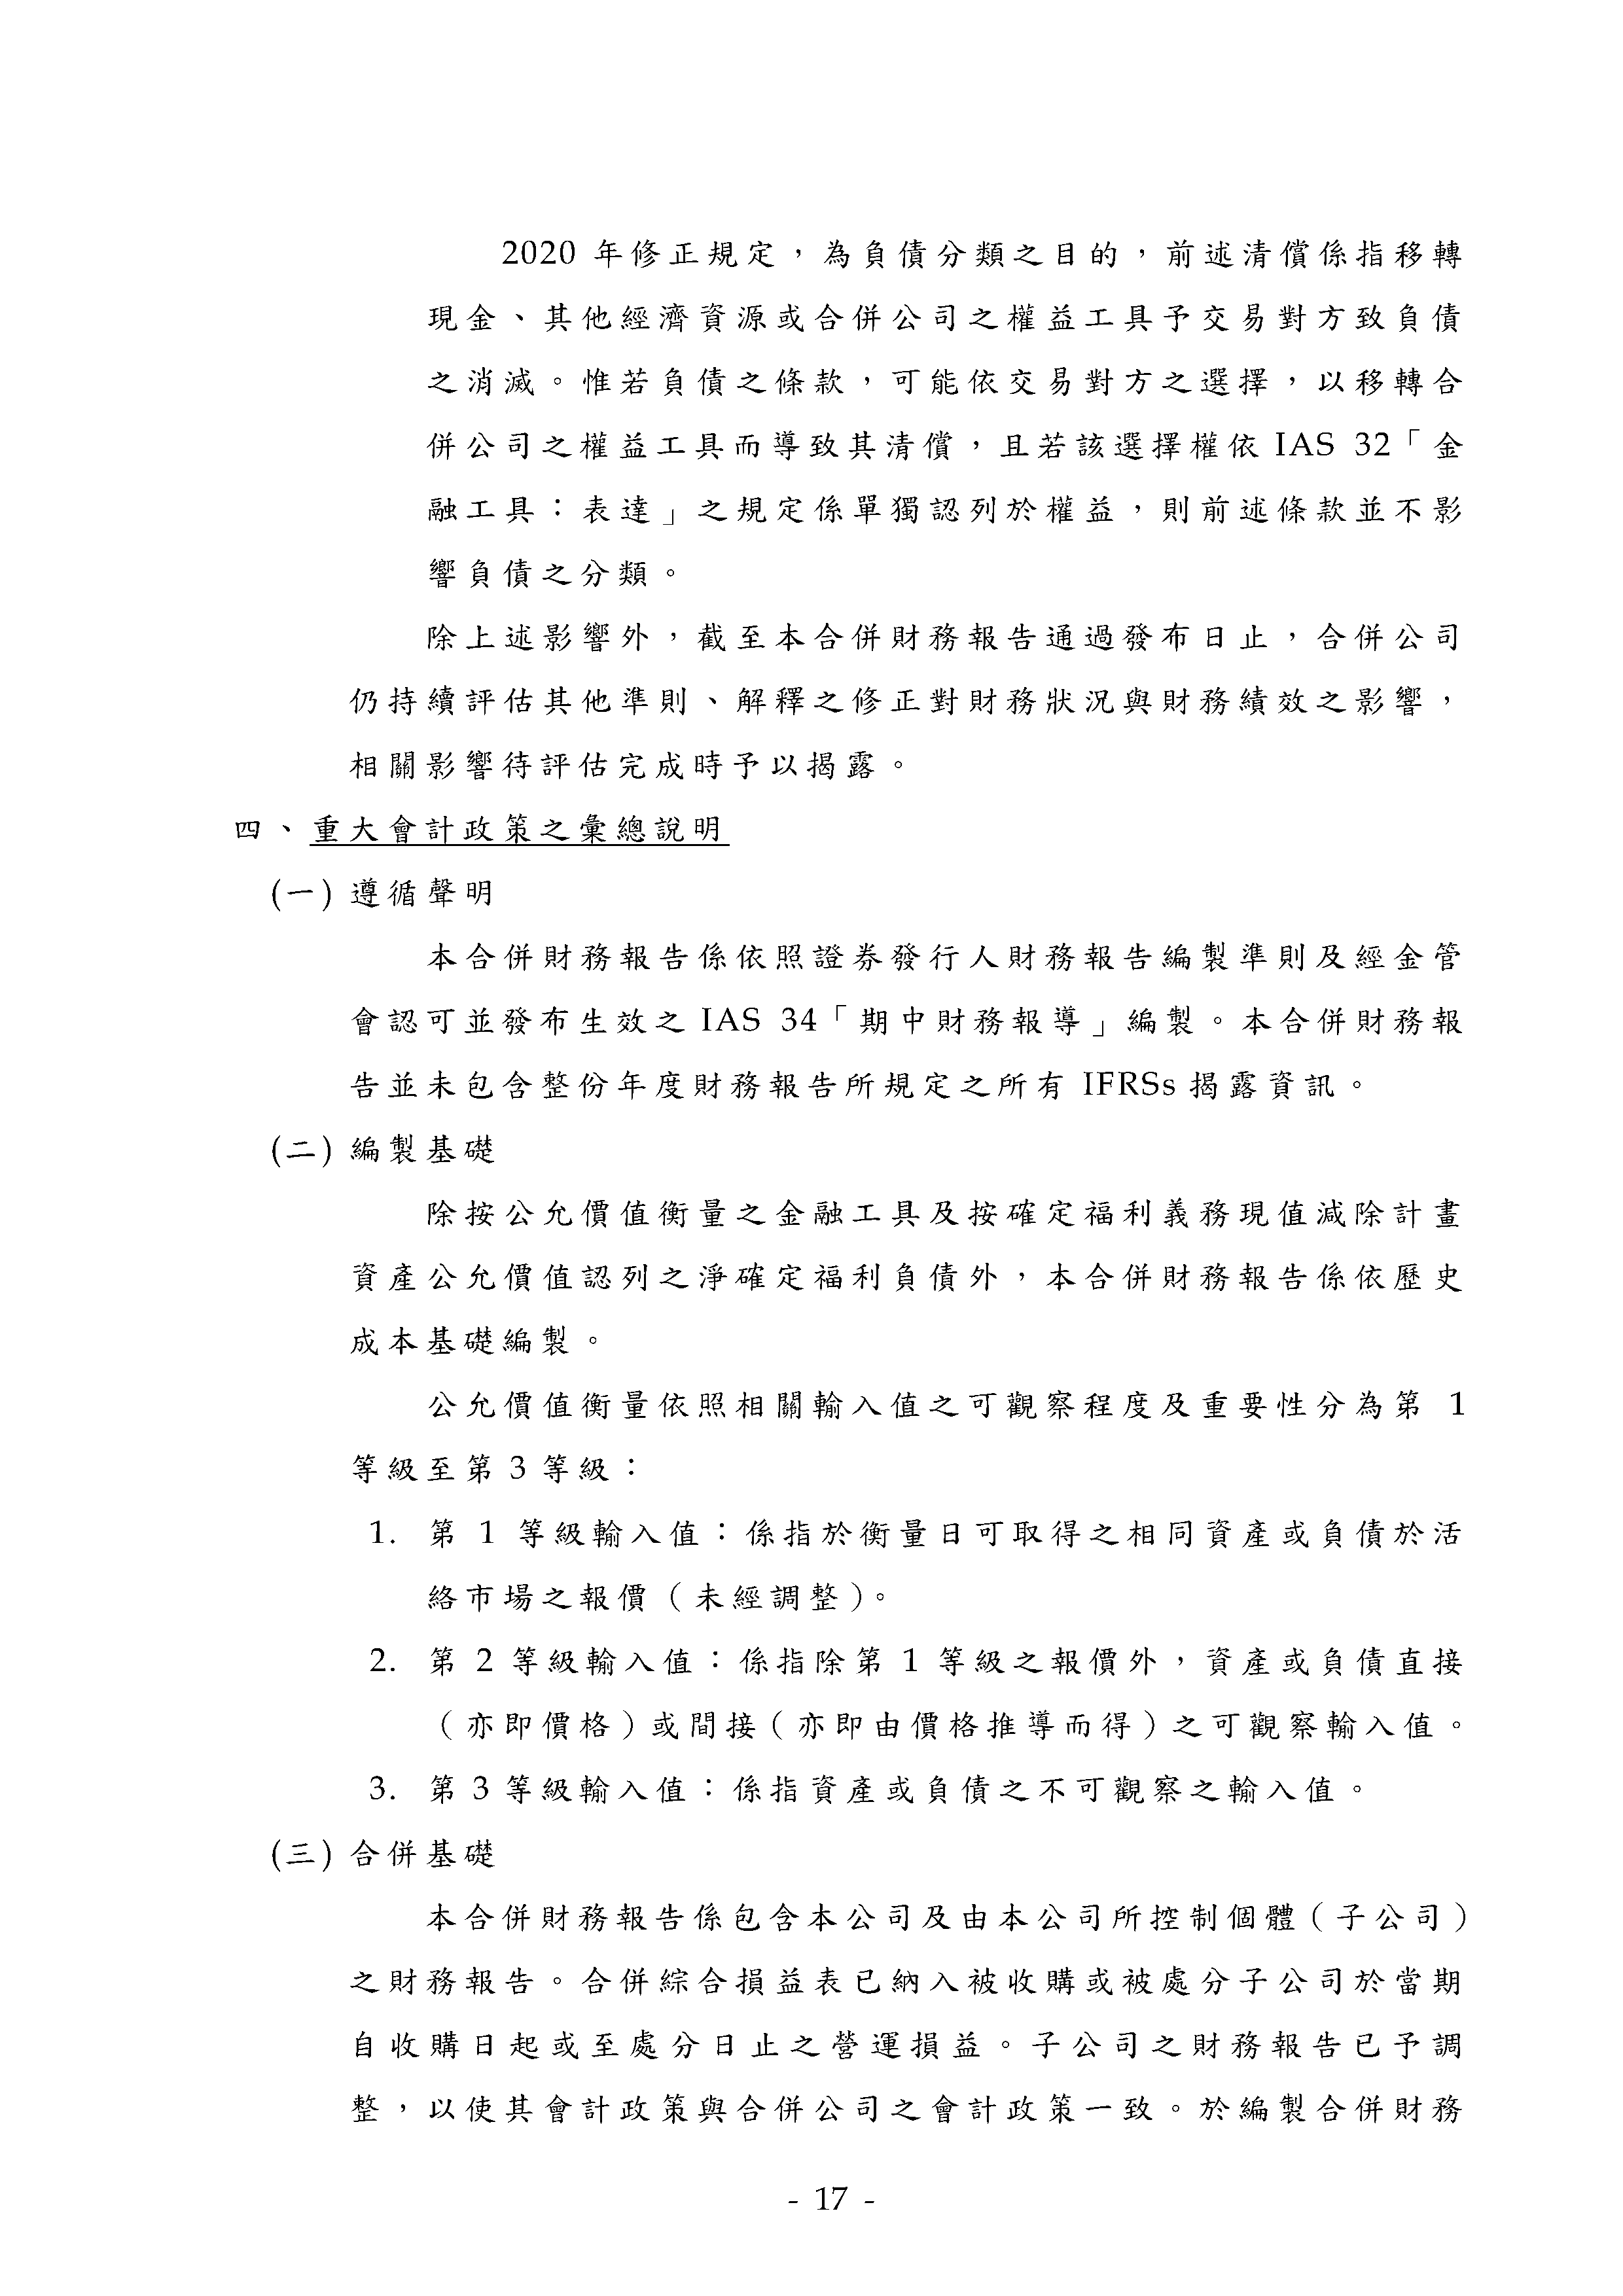 2020 年修正規定，為負債分類之目的，前述清償係指移轉
現金、其他經濟資源或合併公司之權益工具予交易對方致負債
之消滅。惟若負債之條款，可能依交易對方之選擇，以移轉合
併公司之權益工具而導致其清償，且若該選擇權依 IAS 32「金
融工具：表達」之規定係單獨認列於權益，則前述條款並不影
響負債之分類。
除上述影響外，截至本合併財務報告通過發布日止，合併公司
仍持續評估其他準則、解釋之修正對財務狀況與財務績效之影響，
相關影響待評估完成時予以揭露。
四、重大會計政策之彙總說明
(一) 遵循聲明
本合併財務報告係依照證券發行人財務報告編製準則及經金管
會認可並發布生效之 IAS 34「期中財務報導」編製。本合併財務報
告並未包含整份年度財務報告所規定之所有 IFRSs 揭露資訊。
(二) 編製基礎
除按公允價值衡量之金融工具及按確定福利義務現值減除計畫
資產公允價值認列之淨確定福利負債外，本合併財務報告係依歷史
成本基礎編製。
公允價值衡量依照相關輸入值之可觀察程度及重要性分為第 1
等級至第 3 等級：
1. 第 1 等級輸入值：係指於衡量日可取得之相同資產或負債於活
絡市場之報價（未經調整）。
2. 第 2 等級輸入值：係指除第 1 等級之報價外，資產或負債直接
（亦即價格）或間接（亦即由價格推導而得）之可觀察輸入值。
3. 第 3 等級輸入值：係指資產或負債之不可觀察之輸入值。
(三) 合併基礎
本合併財務報告係包含本公司及由本公司所控制個體（子公司）
之財務報告。合併綜合損益表已納入被收購或被處分子公司於當期
自收購日起或至處分日止之營運損益。子公司之財務報告已予調
整，以使其會計政策與合併公司之會計政策一致。於編製合併財務
- 17 -